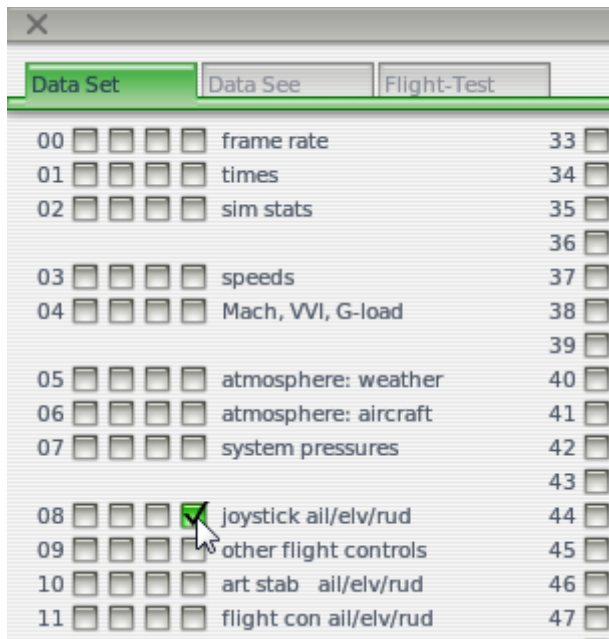 Data Set Data See Flight-Test
00 frame rate 33
01 times 34
02 sim stats 35
36
03 speeds 37
04 Mach, VVI, G-load 38
39
05 atmosphere: weather 40
06 atmosphere: aircraft 41
07 system pressures 42
43
08 joystick ail/elv/rud 44
09 other flight controls 45
10 art stab ail/elv/rud 46
11 flight con ail/elv/rud 47